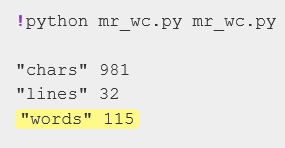 !python mr_wc.py mr_wc.py
"chars" 981
"lines" 32
"words" 115